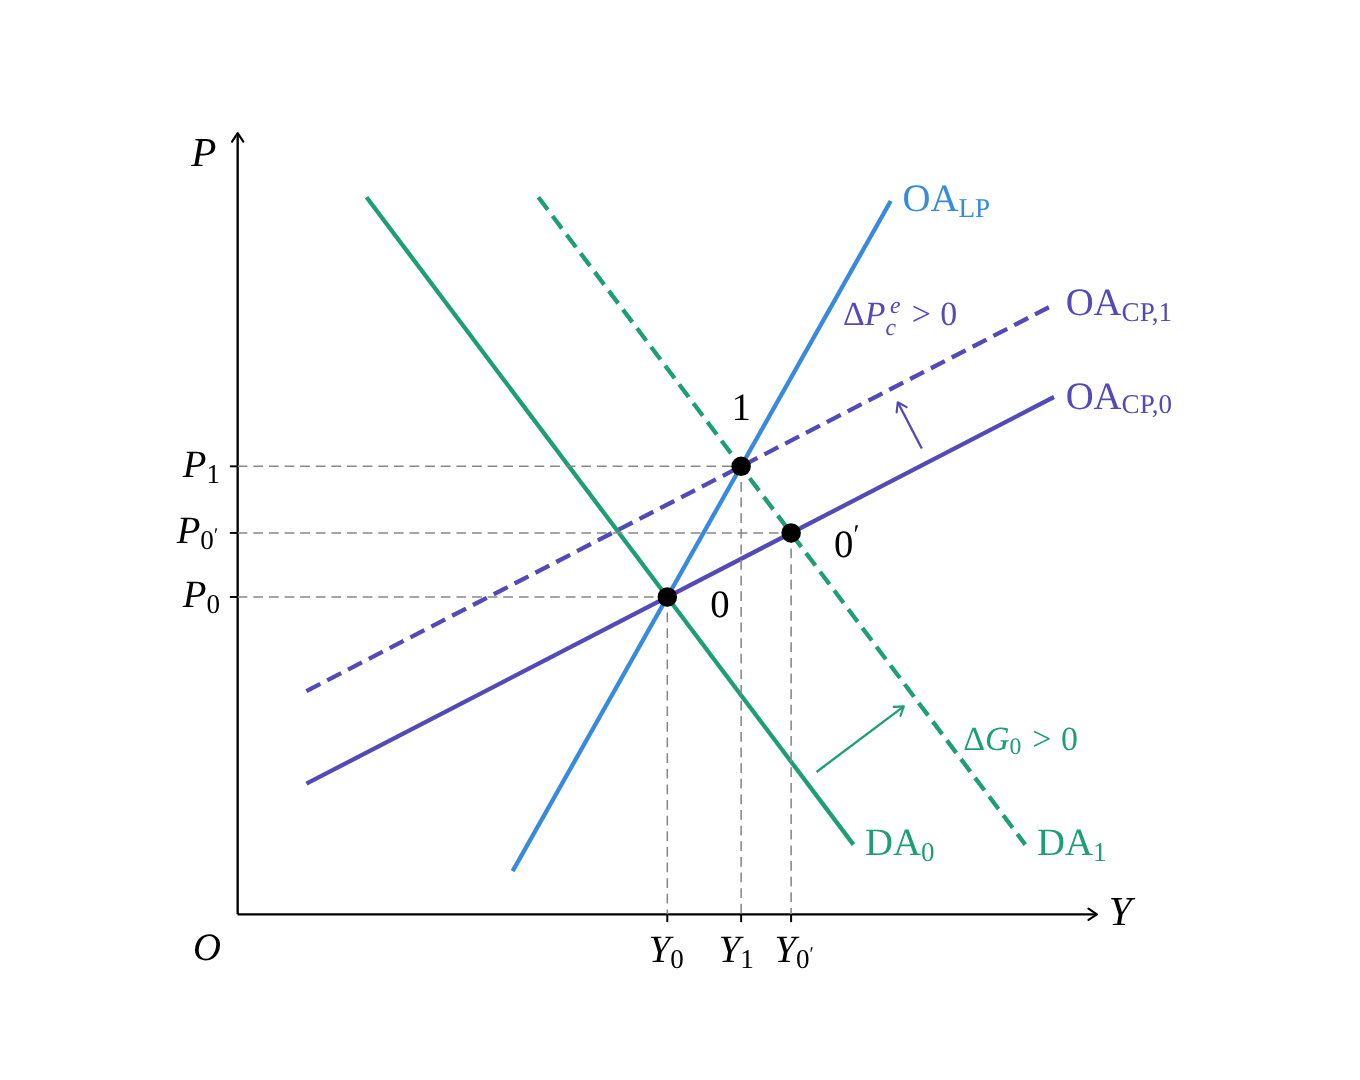 P
OA_LP
ΔP_c^e > 0
OA_CP,1
OA_CP,0
1
P_1
P_0′
0′
P_0
0
ΔG_0 > 0
DA_0
DA_1
Y
O
Y_0
Y_1
Y_0′